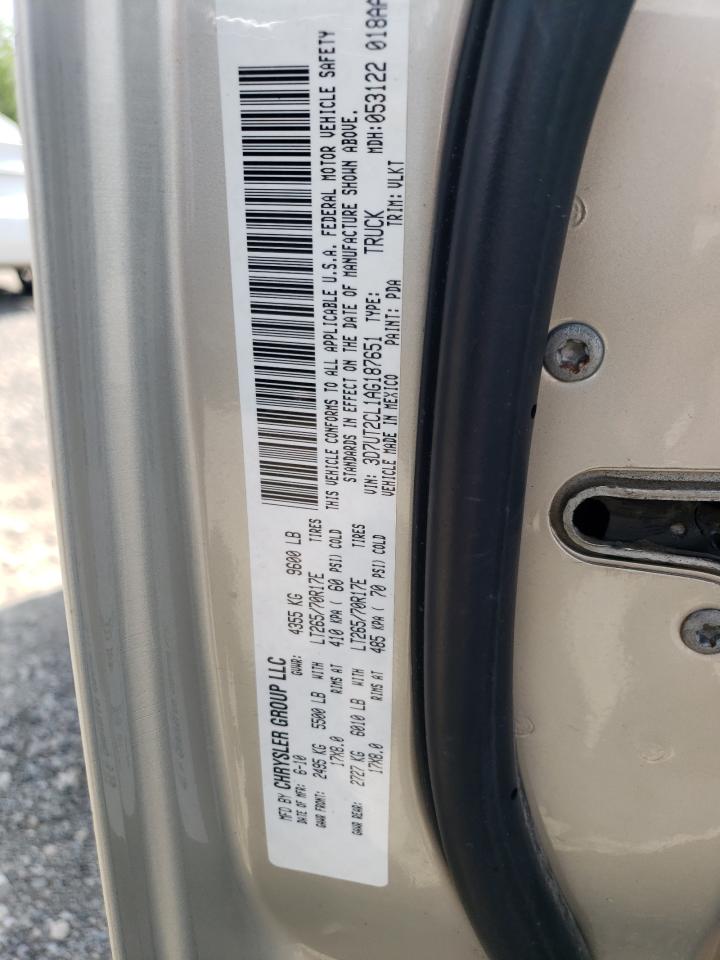 MFD BY CHRYSLER GROUP LLC
DATE OF MFR: 6-10 GVWR: 4355 KG 9600 LB
GAWR FRONT: 2495 KG 5500 LB WITH LT265/70R17E TIRES
17X8.0 RIMS AT 410 KPA ( 60 PSI) COLD
GAWR REAR: 2727 KG 6010 LB WITH LT265/70R17E TIRES
17X8.0 RIMS AT 485 KPA ( 70 PSI) COLD
THIS VEHICLE CONFORMS TO ALL APPLICABLE U.S.A. FEDERAL MOTOR VEHICLE SAFETY
STANDARDS IN EFFECT ON THE DATE OF MANUFACTURE SHOWN ABOVE.
VIN: 3D7UT2CL1AG187651 TYPE: TRUCK MDH:053122 018AA
VEHICLE MADE IN MEXICO PAINT: PDA TRIM: VLKT